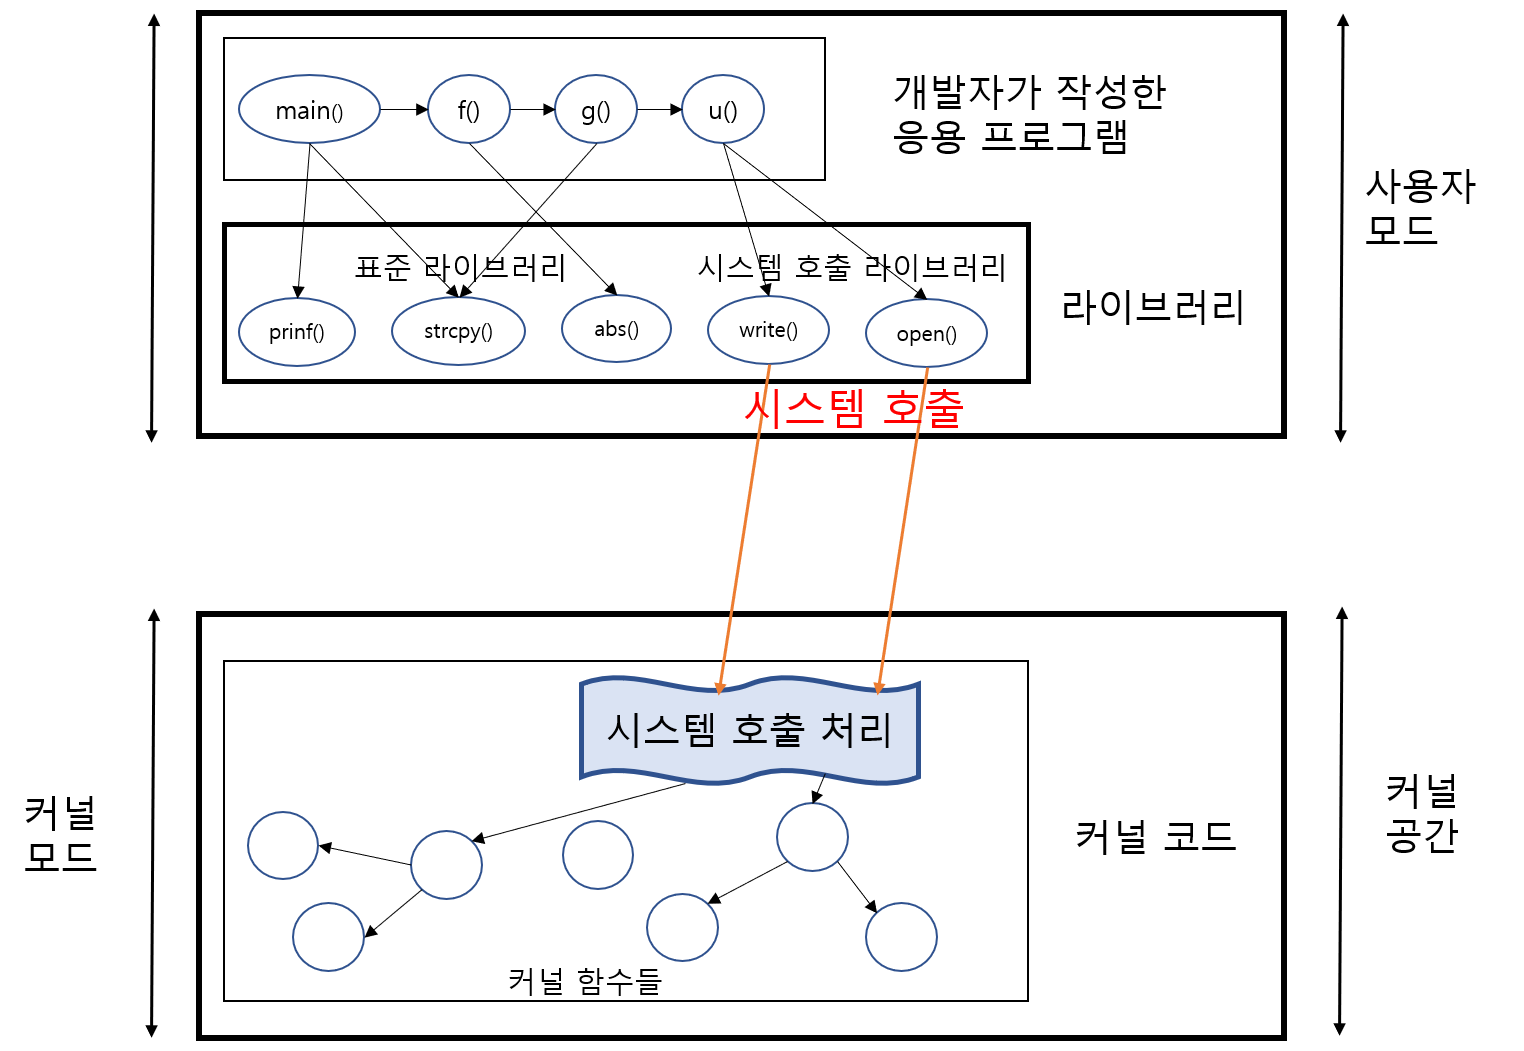 main()
f()
g()
u()
개발자가 작성한
응용 프로그램
사용자
모드
표준 라이브러리
시스템 호출 라이브러리
라이브러리
prinf()
strcpy()
abs()
write()
open()
시스템 호출
시스템 호출 처리
커널
모드
커널 코드
커널
공간
커널 함수들